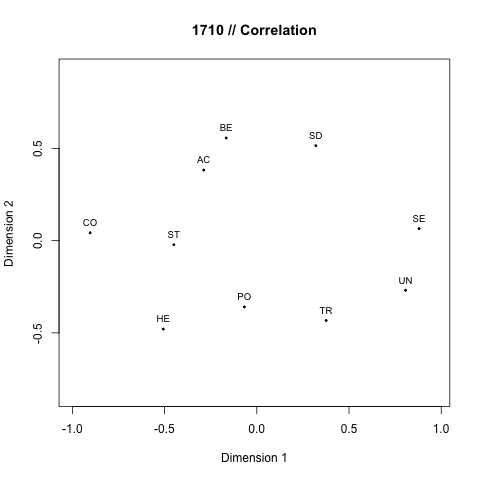 1710 // Correlation
BE
SD
AC
CO
SE
ST
UN
PO
TR
HE
0.5
0.0
-0.5
Dimension 2
-1.0
-0.5
0.0
0.5
1.0
Dimension 1